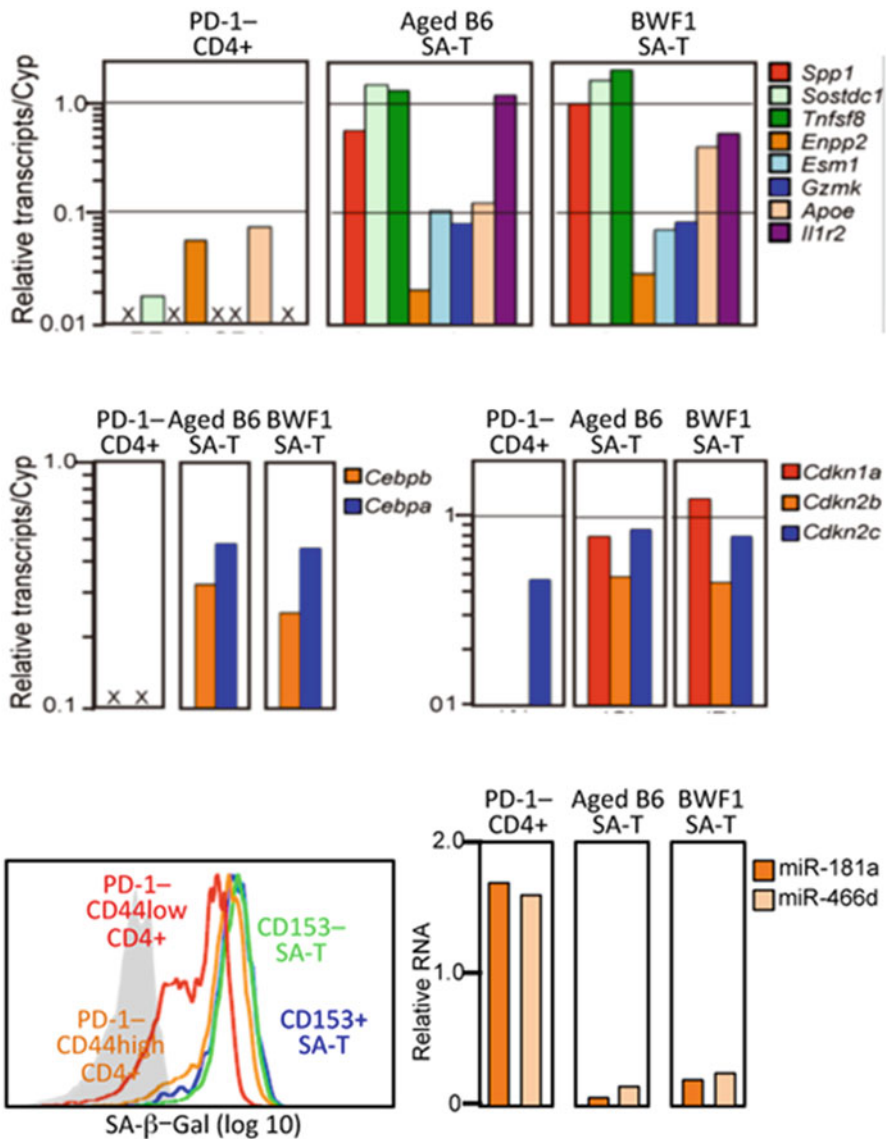 PD-1– CD4+
Aged B6 SA-T
BWF1 SA-T
Relative transcripts/Cyp
1.0
0.1
0.01
x x x x x
Spp1
Sostdc1
Tnfsf8
Enpp2
Esm1
Gzmk
Apoe
Il1r2
PD-1– CD4+
Aged B6 SA-T
BWF1 SA-T
Relative transcripts/Cyp
1.0
0.1
x x
Cebpb
Cebpa
PD-1– CD4+
Aged B6 SA-T
BWF1 SA-T
1
01
Cdkn1a
Cdkn2b
Cdkn2c
PD-1–
CD44low
CD4+
CD153–
SA-T
PD-1–
CD44high
CD4+
CD153+
SA-T
SA-β–Gal (log 10)
PD-1– CD4+
Aged B6 SA-T
BWF1 SA-T
Relative RNA
2.0
1.0
0
miR-181a
miR-466d